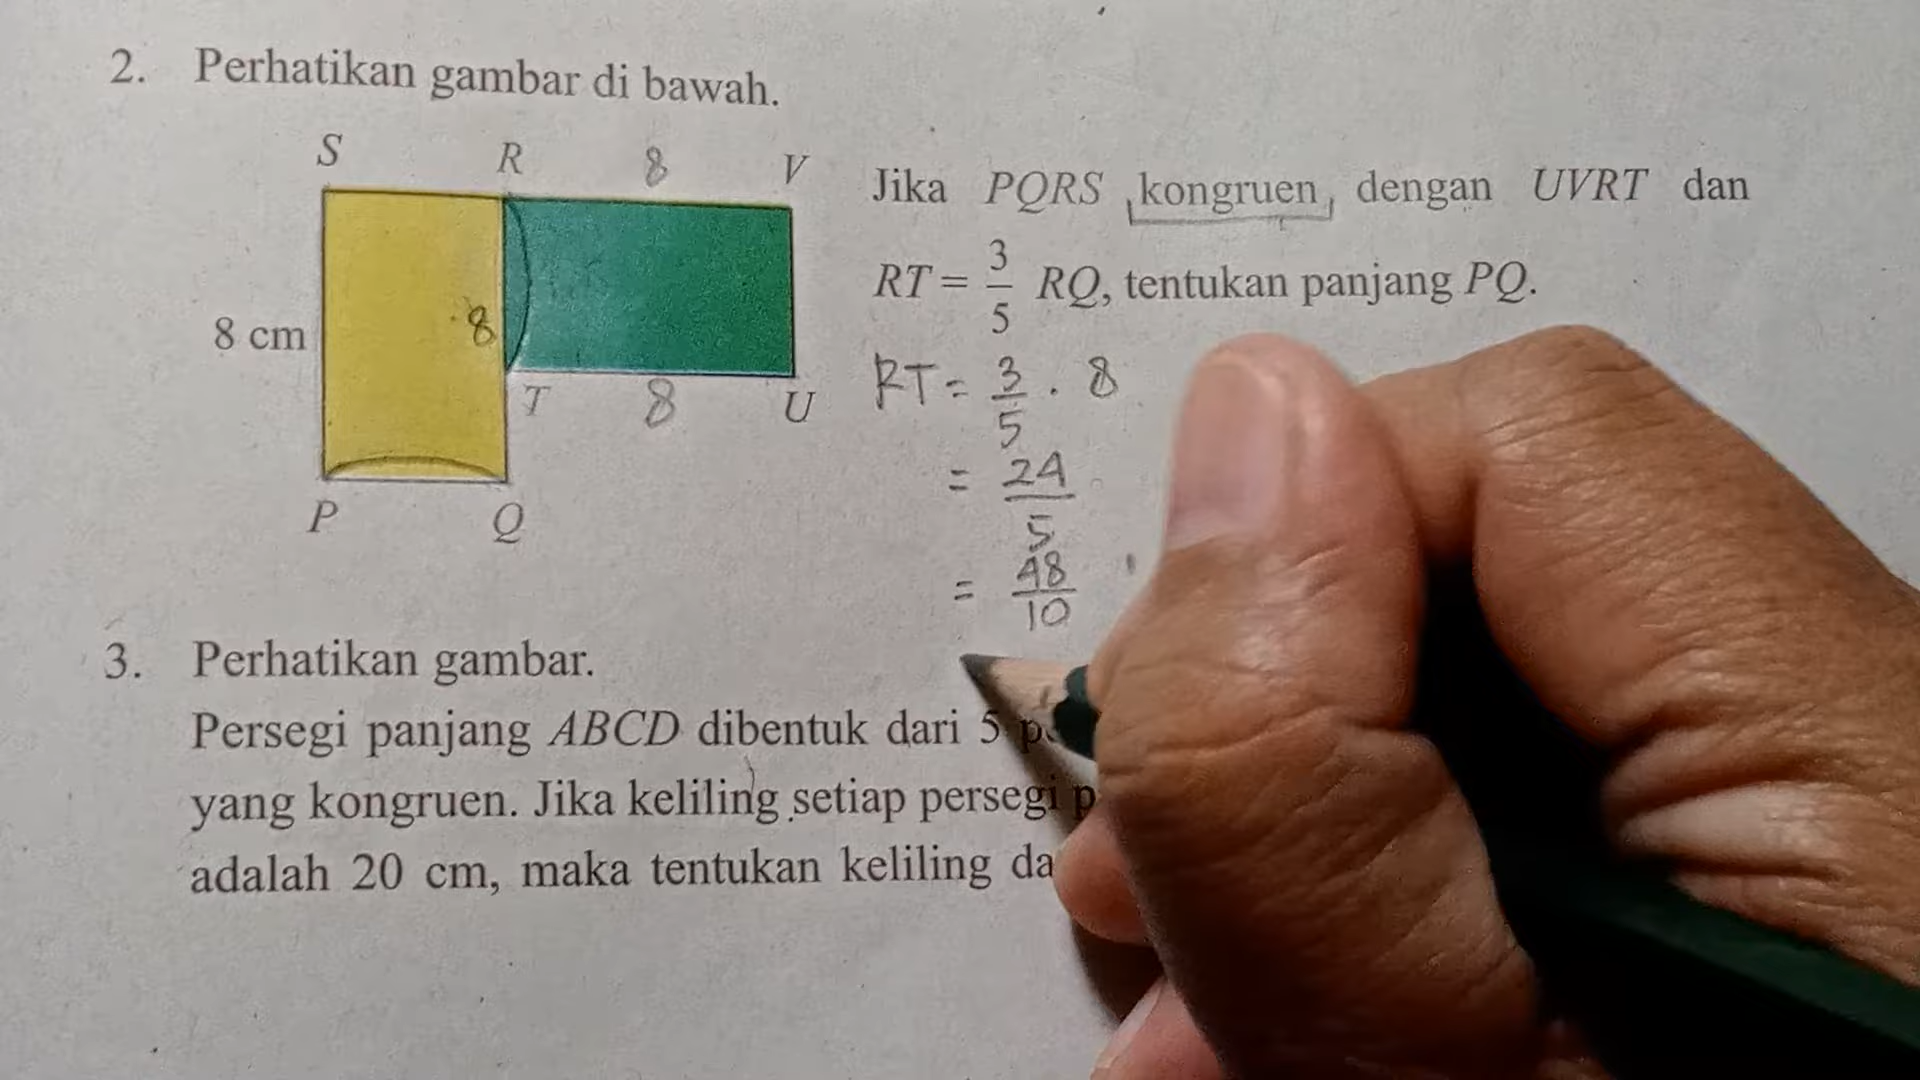 2. Perhatikan gambar di bawah.
S R 8 V
8 cm
8
T 8 U
P Q
Jika PQRS kongruen dengan UVRT dan
RT = 3/5 RQ, tentukan panjang PQ.
RT = 3/5 . 8
= 24/5
= 48/10
3. Perhatikan gambar.
Persegi panjang ABCD dibentuk dari 5
yang kongruen. Jika keliling setiap persegi
adalah 20 cm, maka tentukan keliling